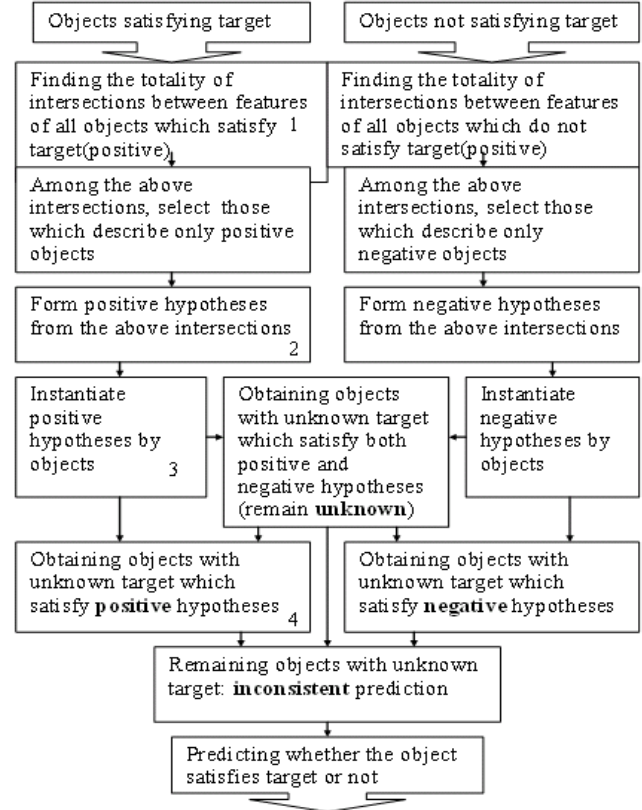 Objects satisfying target
Objects not satisfying target
Finding the totality of
intersections between features
of all objects which satisfy 1
target(positive)
Finding the totality of
intersections between features
of all objects which do not
satisfy target(positive)
Among the above
intersections, select those
which describe only positive
objects
Among the above
intersections, select those
which describe only
negative objects
Form positive hypotheses
from the above intersections
2
Form negative hypotheses
from the above intersections
Instantiate
positive
hypotheses by
objects
3
Obtaining objects
with unknown target
which satisfy both
positive and
negative hypotheses
(remain unknown)
Instantiate
negative
hypotheses by
objects
Obtaining objects with
unknown target which
satisfy positive hypotheses
4
Obtaining objects with
unknown target which
satisfy negative hypotheses
Remaining objects with unknown
target: inconsistent prediction
Predicting whether the object
satisfies target or not